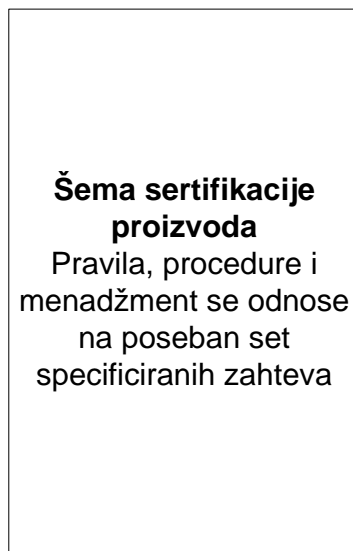 Šema sertifikacije
proizvoda
Pravila, procedure i
menadžment se odnose
na poseban set
specificiranih zahteva